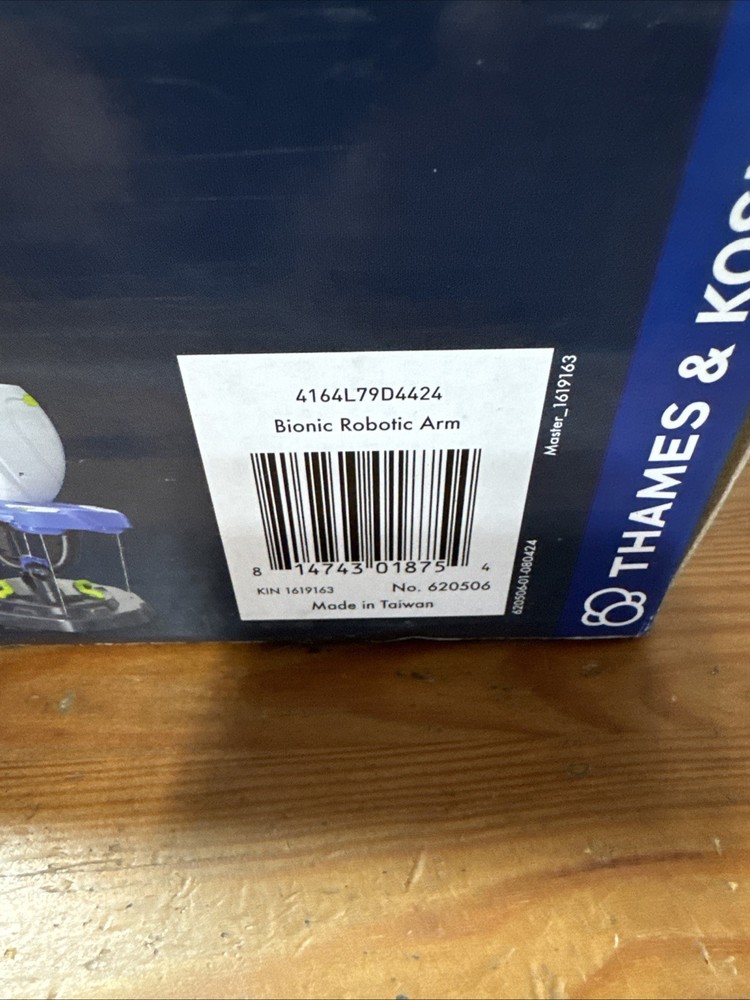 4164L79D4424
Bionic Robotic Arm
8 14743 01875 4
KIN 1619163 No. 620506
Made in Taiwan
Master_1619163
620506-01-080424
THAMES &